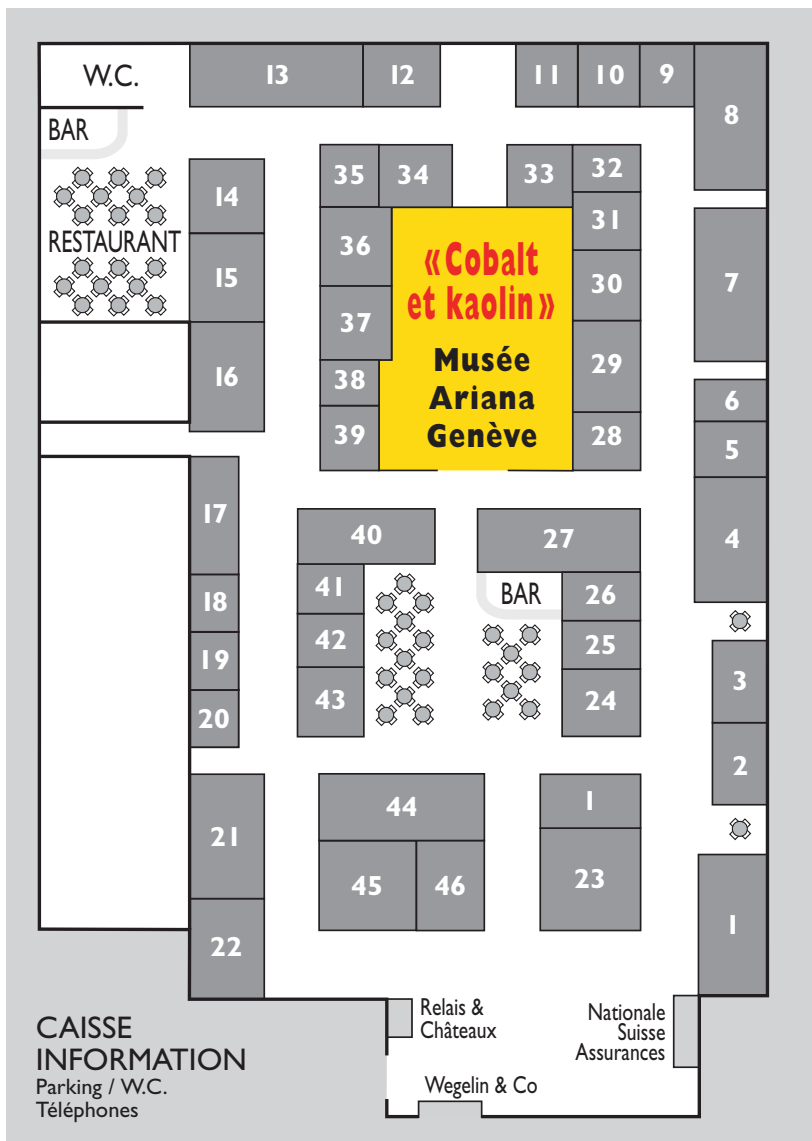 W.C.
13
12
11
10
9
8
BAR
RESTAURANT
14
15
16
35
34
33
32
31
36
30
37
29
38
39
28
7
6
5
4
«Cobalt
et kaolin»
Musée
Ariana
Genève
17
18
19
20
40
41
42
43
27
BAR
26
25
24
3
2
21
22
44
45
46
1
23
1
CAISSE
INFORMATION
Parking / W.C.
Téléphones
Relais &
Châteaux
Wegelin & Co
Nationale
Suisse
Assurances